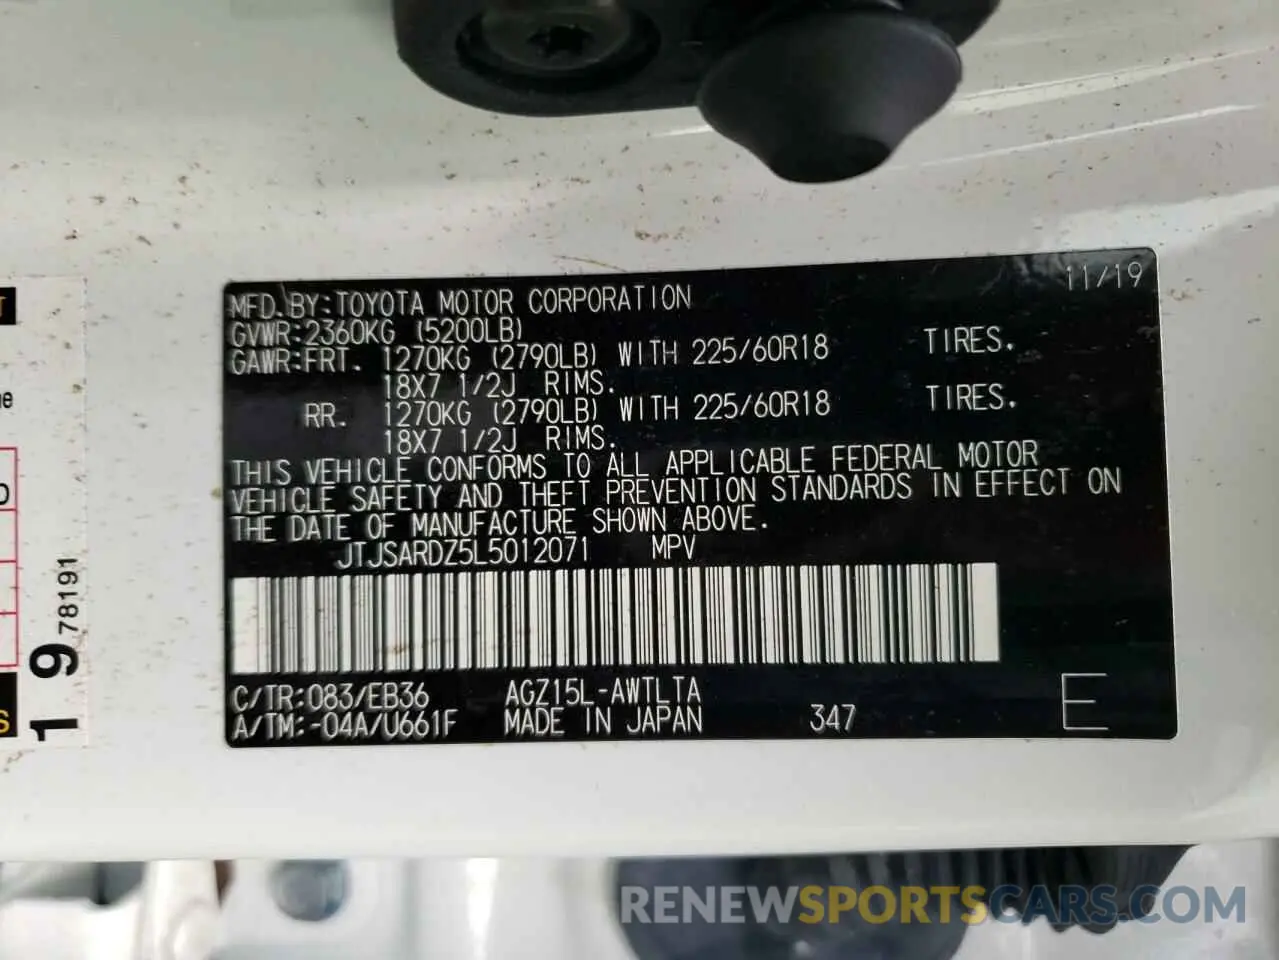 11/19
MFD.BY:TOYOTA MOTOR CORPORATION
GVWR:2360KG (5200LB)
GAWR:FRT. 1270KG (2790LB) WITH 225/60R18 TIRES.
18X7 1/2J RIMS.
RR. 1270KG (2790LB) WITH 225/60R18 TIRES.
18X7 1/2J RIMS.
THIS VEHICLE CONFORMS TO ALL APPLICABLE FEDERAL MOTOR
VEHICLE SAFETY AND THEFT PREVENTION STANDARDS IN EFFECT ON
THE DATE OF MANUFACTURE SHOWN ABOVE.
JTJSARDZ5L5012071 MPV
C/TR:083/EB36 AGZ15L-AWTLTA
A/TM:-04A/U661F MADE IN JAPAN 347 E
19 78191
RENEWSPORTSCARS.COM